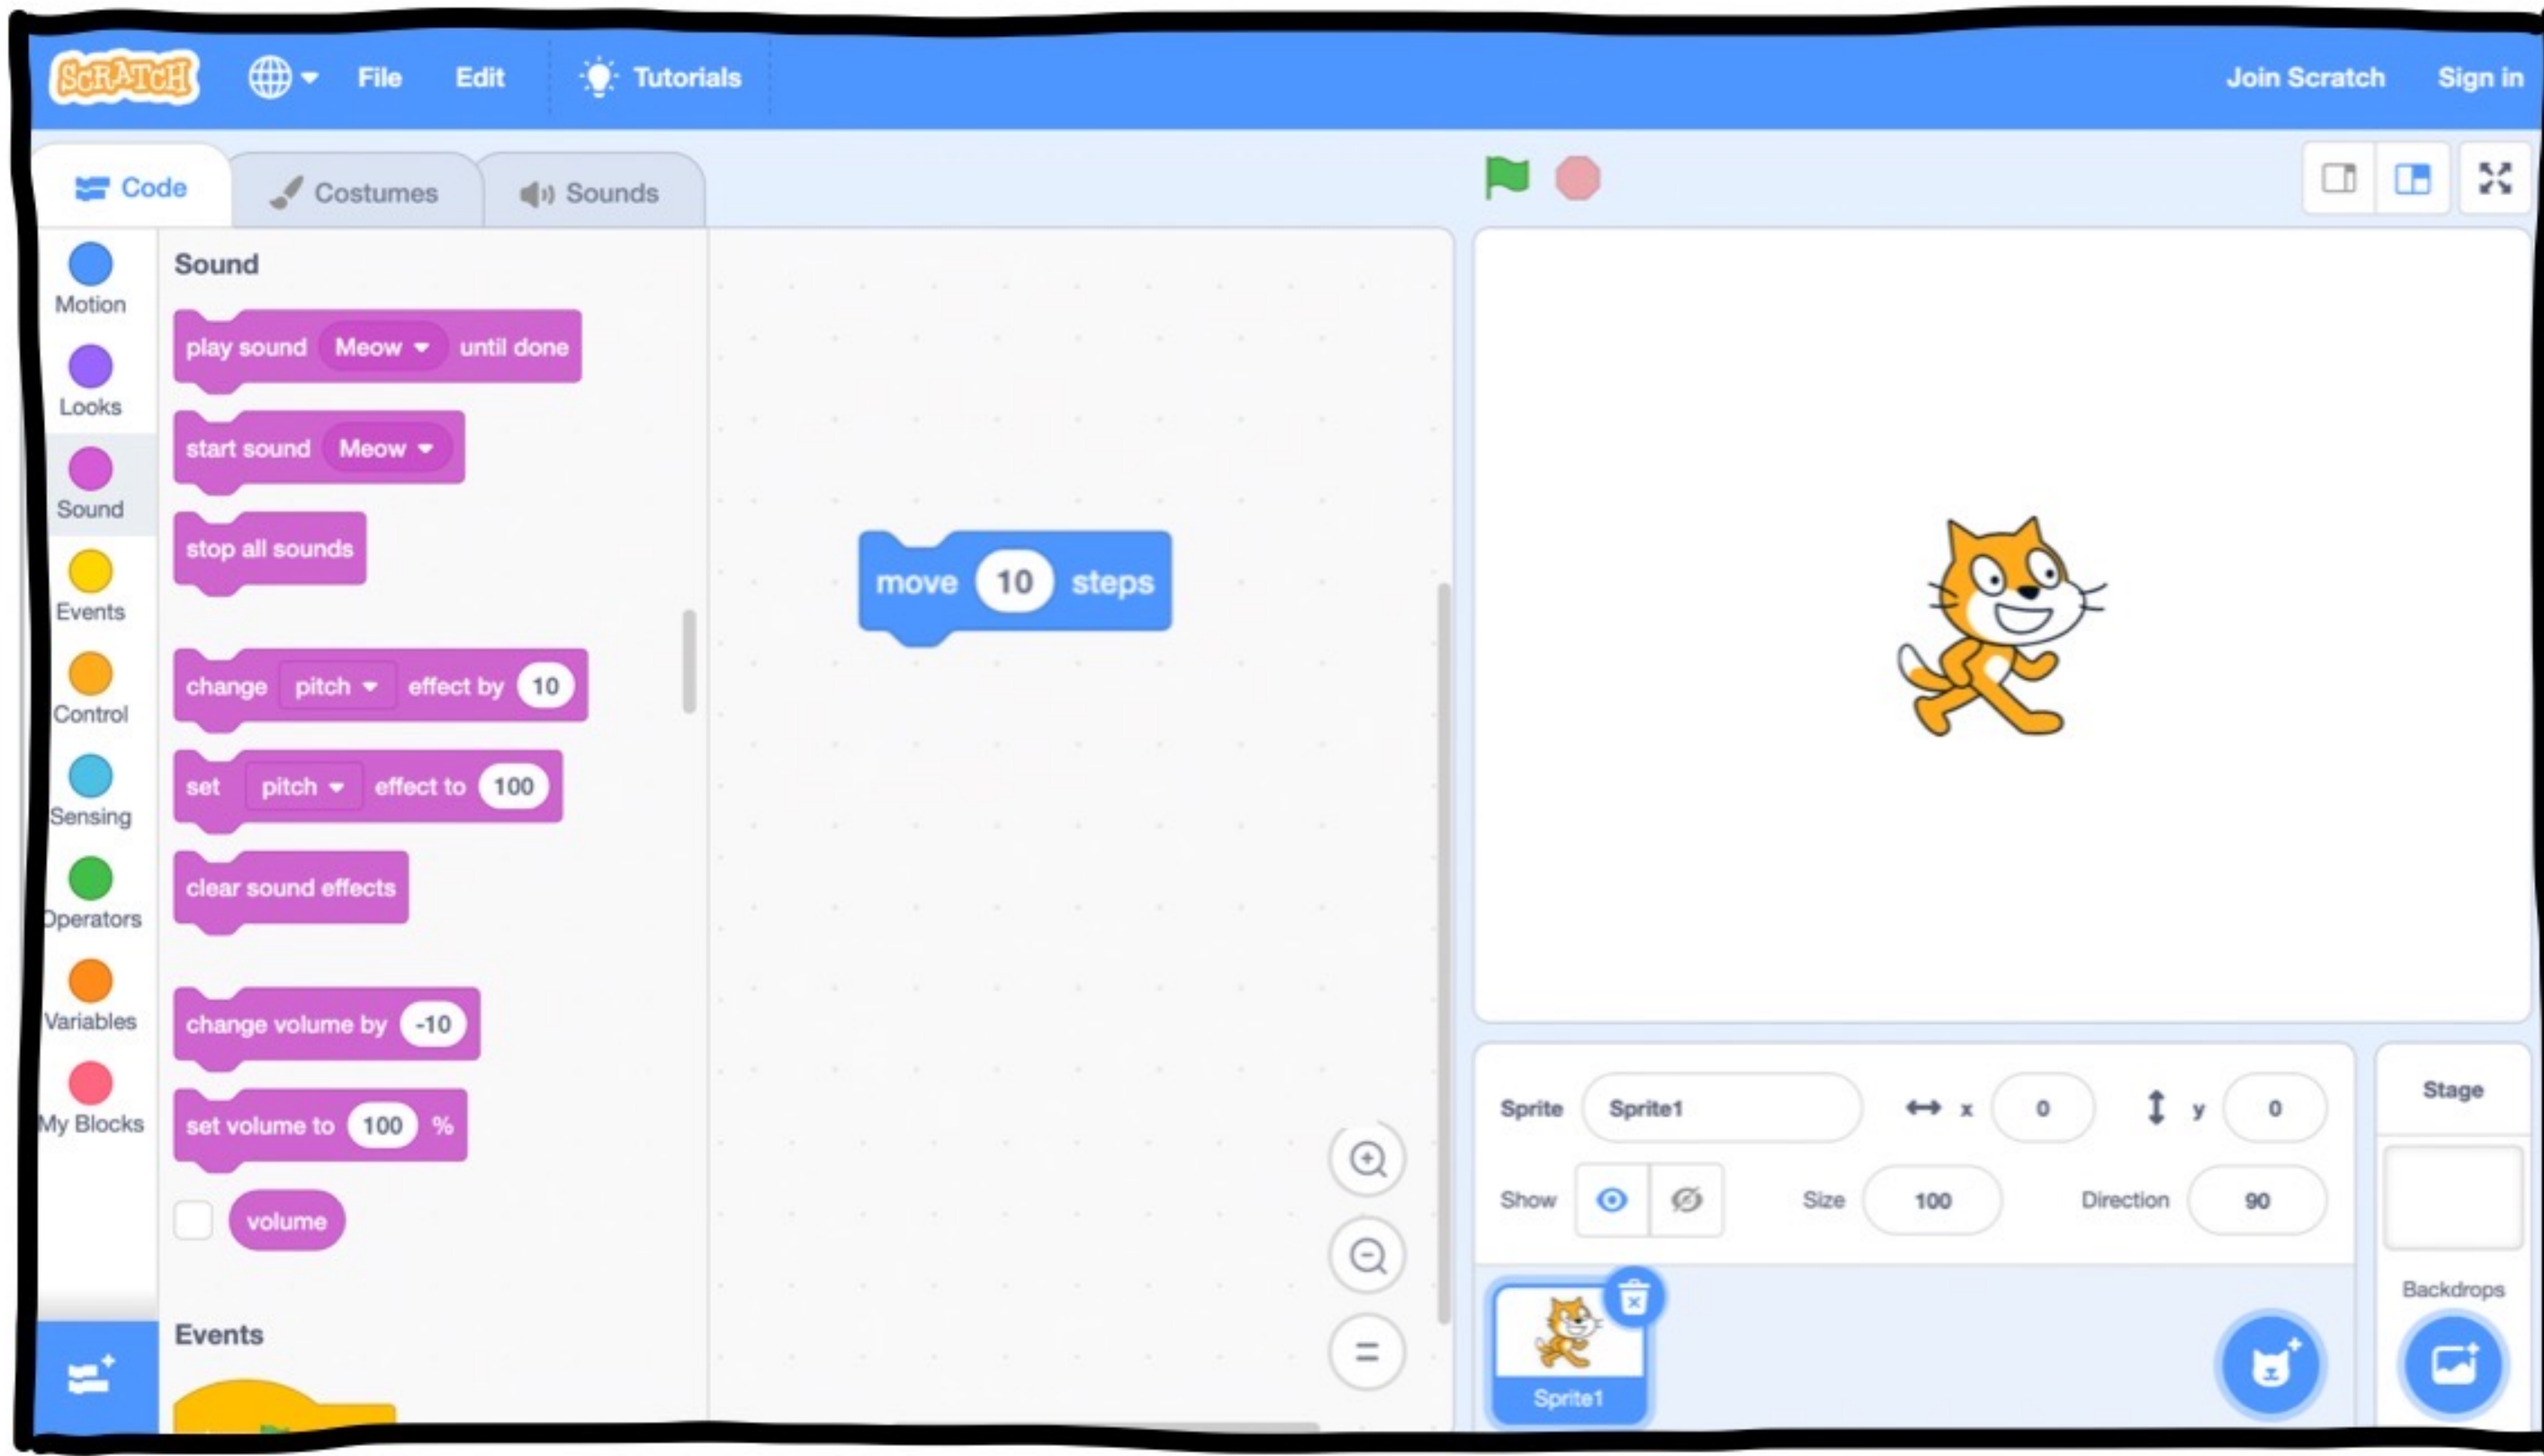 SCRATCH File Edit Tutorials Join Scratch Sign in
Code Costumes Sounds
Motion
Looks
Sound
Events
Control
Sensing
Operators
Variables
My Blocks
Sound
play sound Meow until done
start sound Meow
stop all sounds
change pitch effect by 10
set pitch effect to 100
clear sound effects
change volume by -10
set volume to 100 %
volume
Events
move 10 steps
Sprite Sprite1 x 0 y 0
Show Size 100 Direction 90
Sprite1
Stage
Backdrops